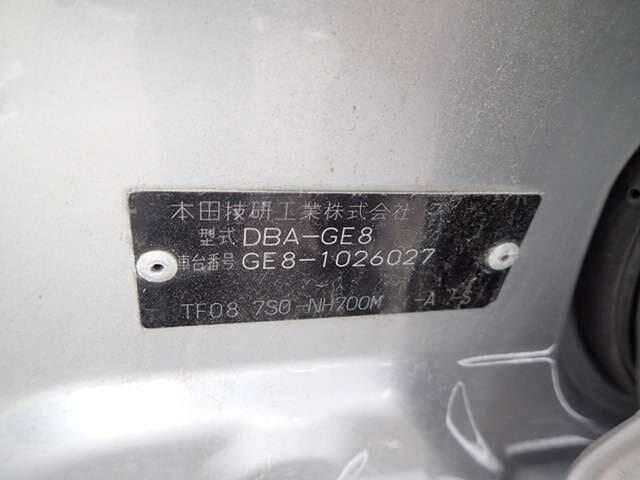 本田技研工業株式会社
型式 DBA-GE8
車台番号 GE8-1026027
TF08 7S0-NH700M -A -S